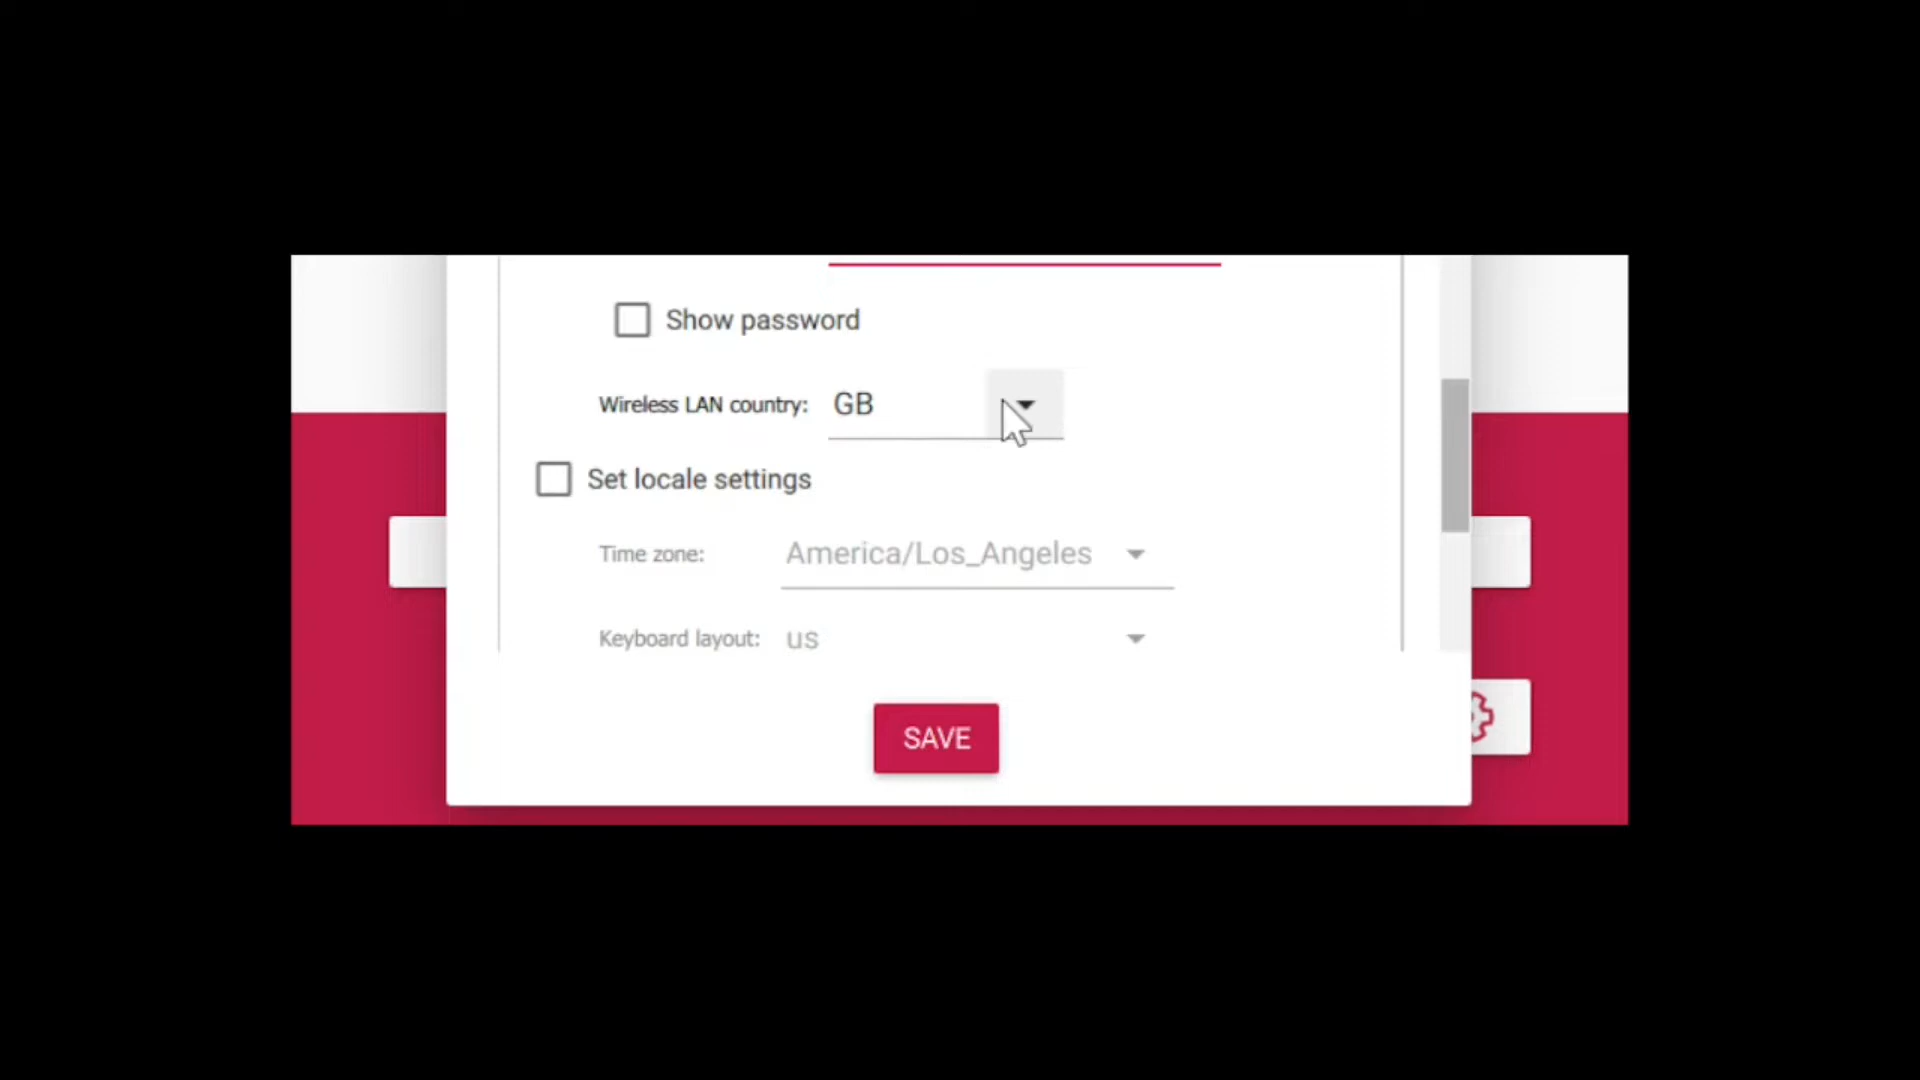 Show password
Wireless LAN country: GB
Set locale settings
Time zone: America/Los_Angeles
Keyboard layout: us
SAVE